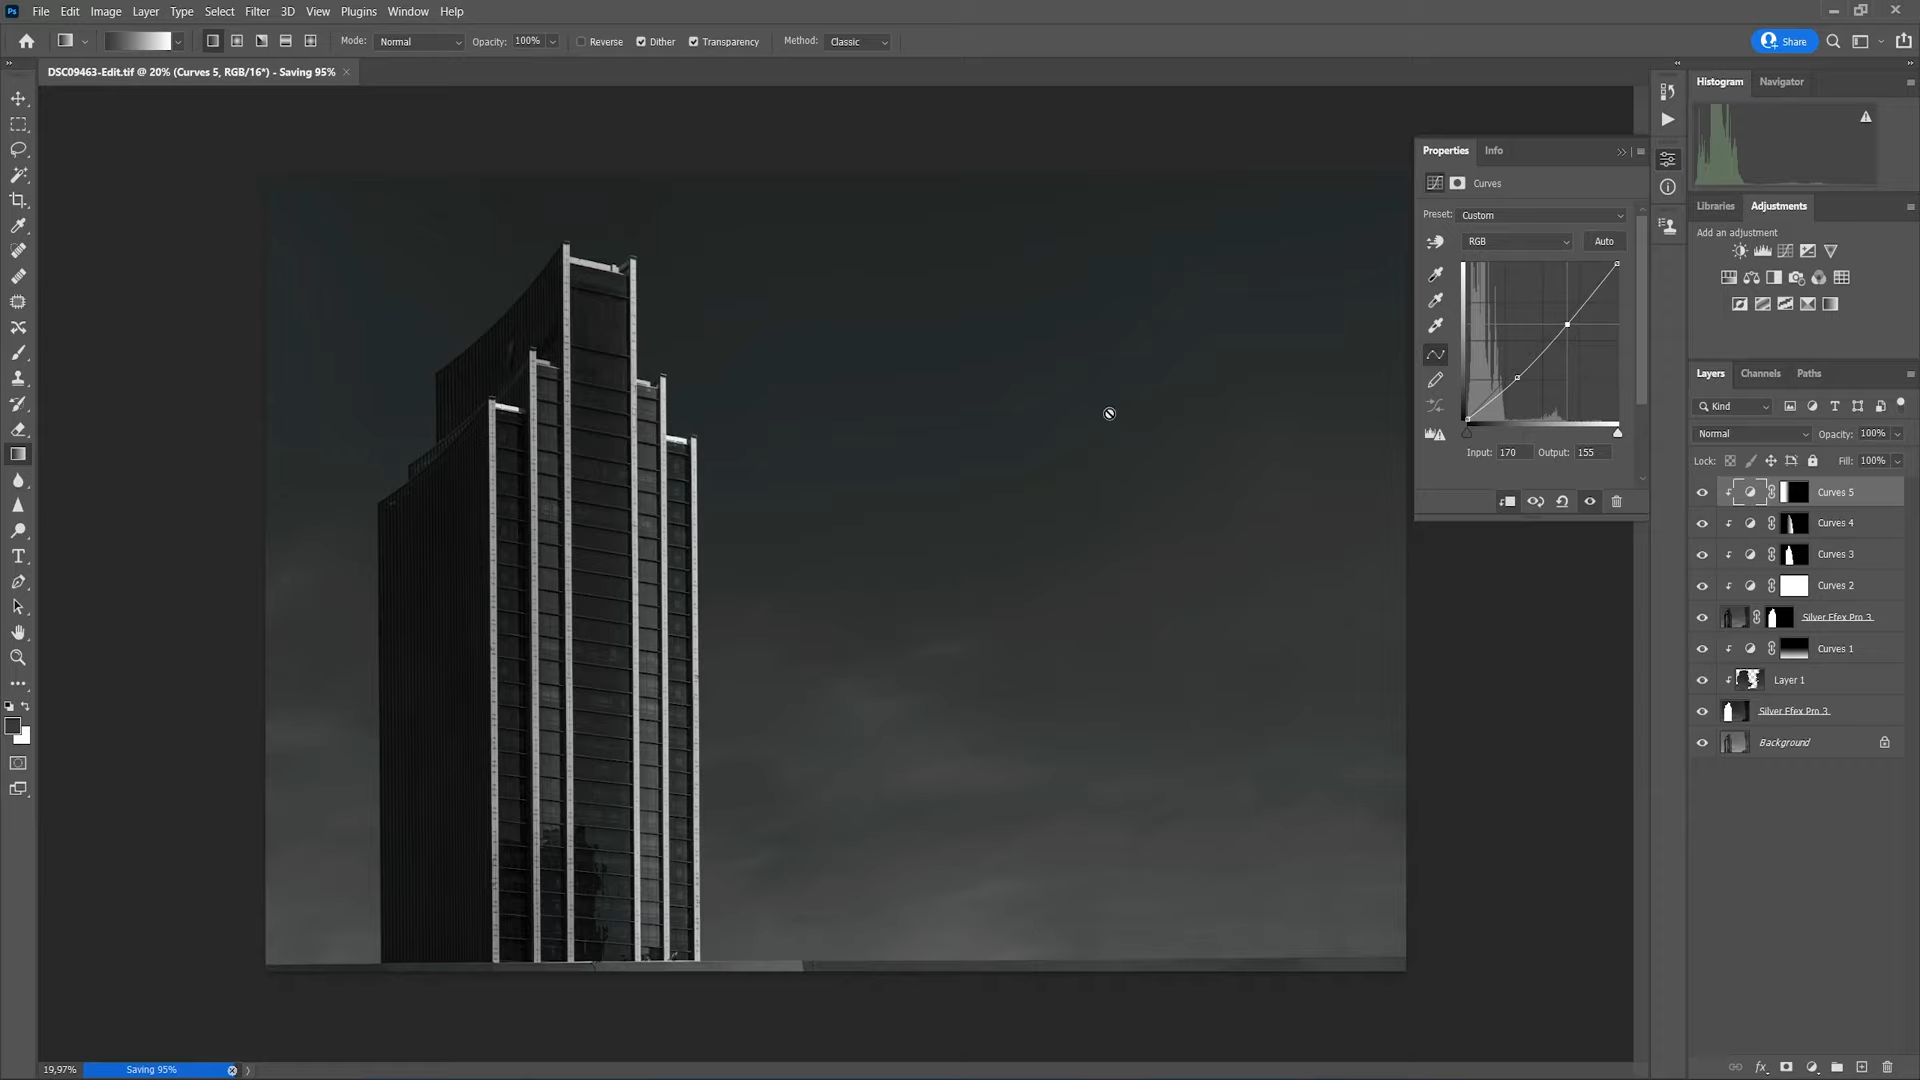 Ps File Edit Image Layer Type Select Filter 3D View Plugins Window Help
Mode: Normal Opacity: 100% Reverse Dither Transparency Method: Classic Share
DSC09463-Edit.tif @ 20% (Curves 5, RGB/16*) - Saving 95% ×
Histogram Navigator
Properties Info
Curves
Preset: Custom
RGB Auto
Input: 170 Output: 155
Libraries Adjustments
Add an adjustment
Layers Channels Paths
Kind
Normal Opacity: 100%
Lock: Fill: 100%
Curves 5
Curves 4
Curves 3
Curves 2
Silver Efex Pro 3
Curves 1
Layer 1
Silver Efex Pro 3
Background
19,97% Saving 95%